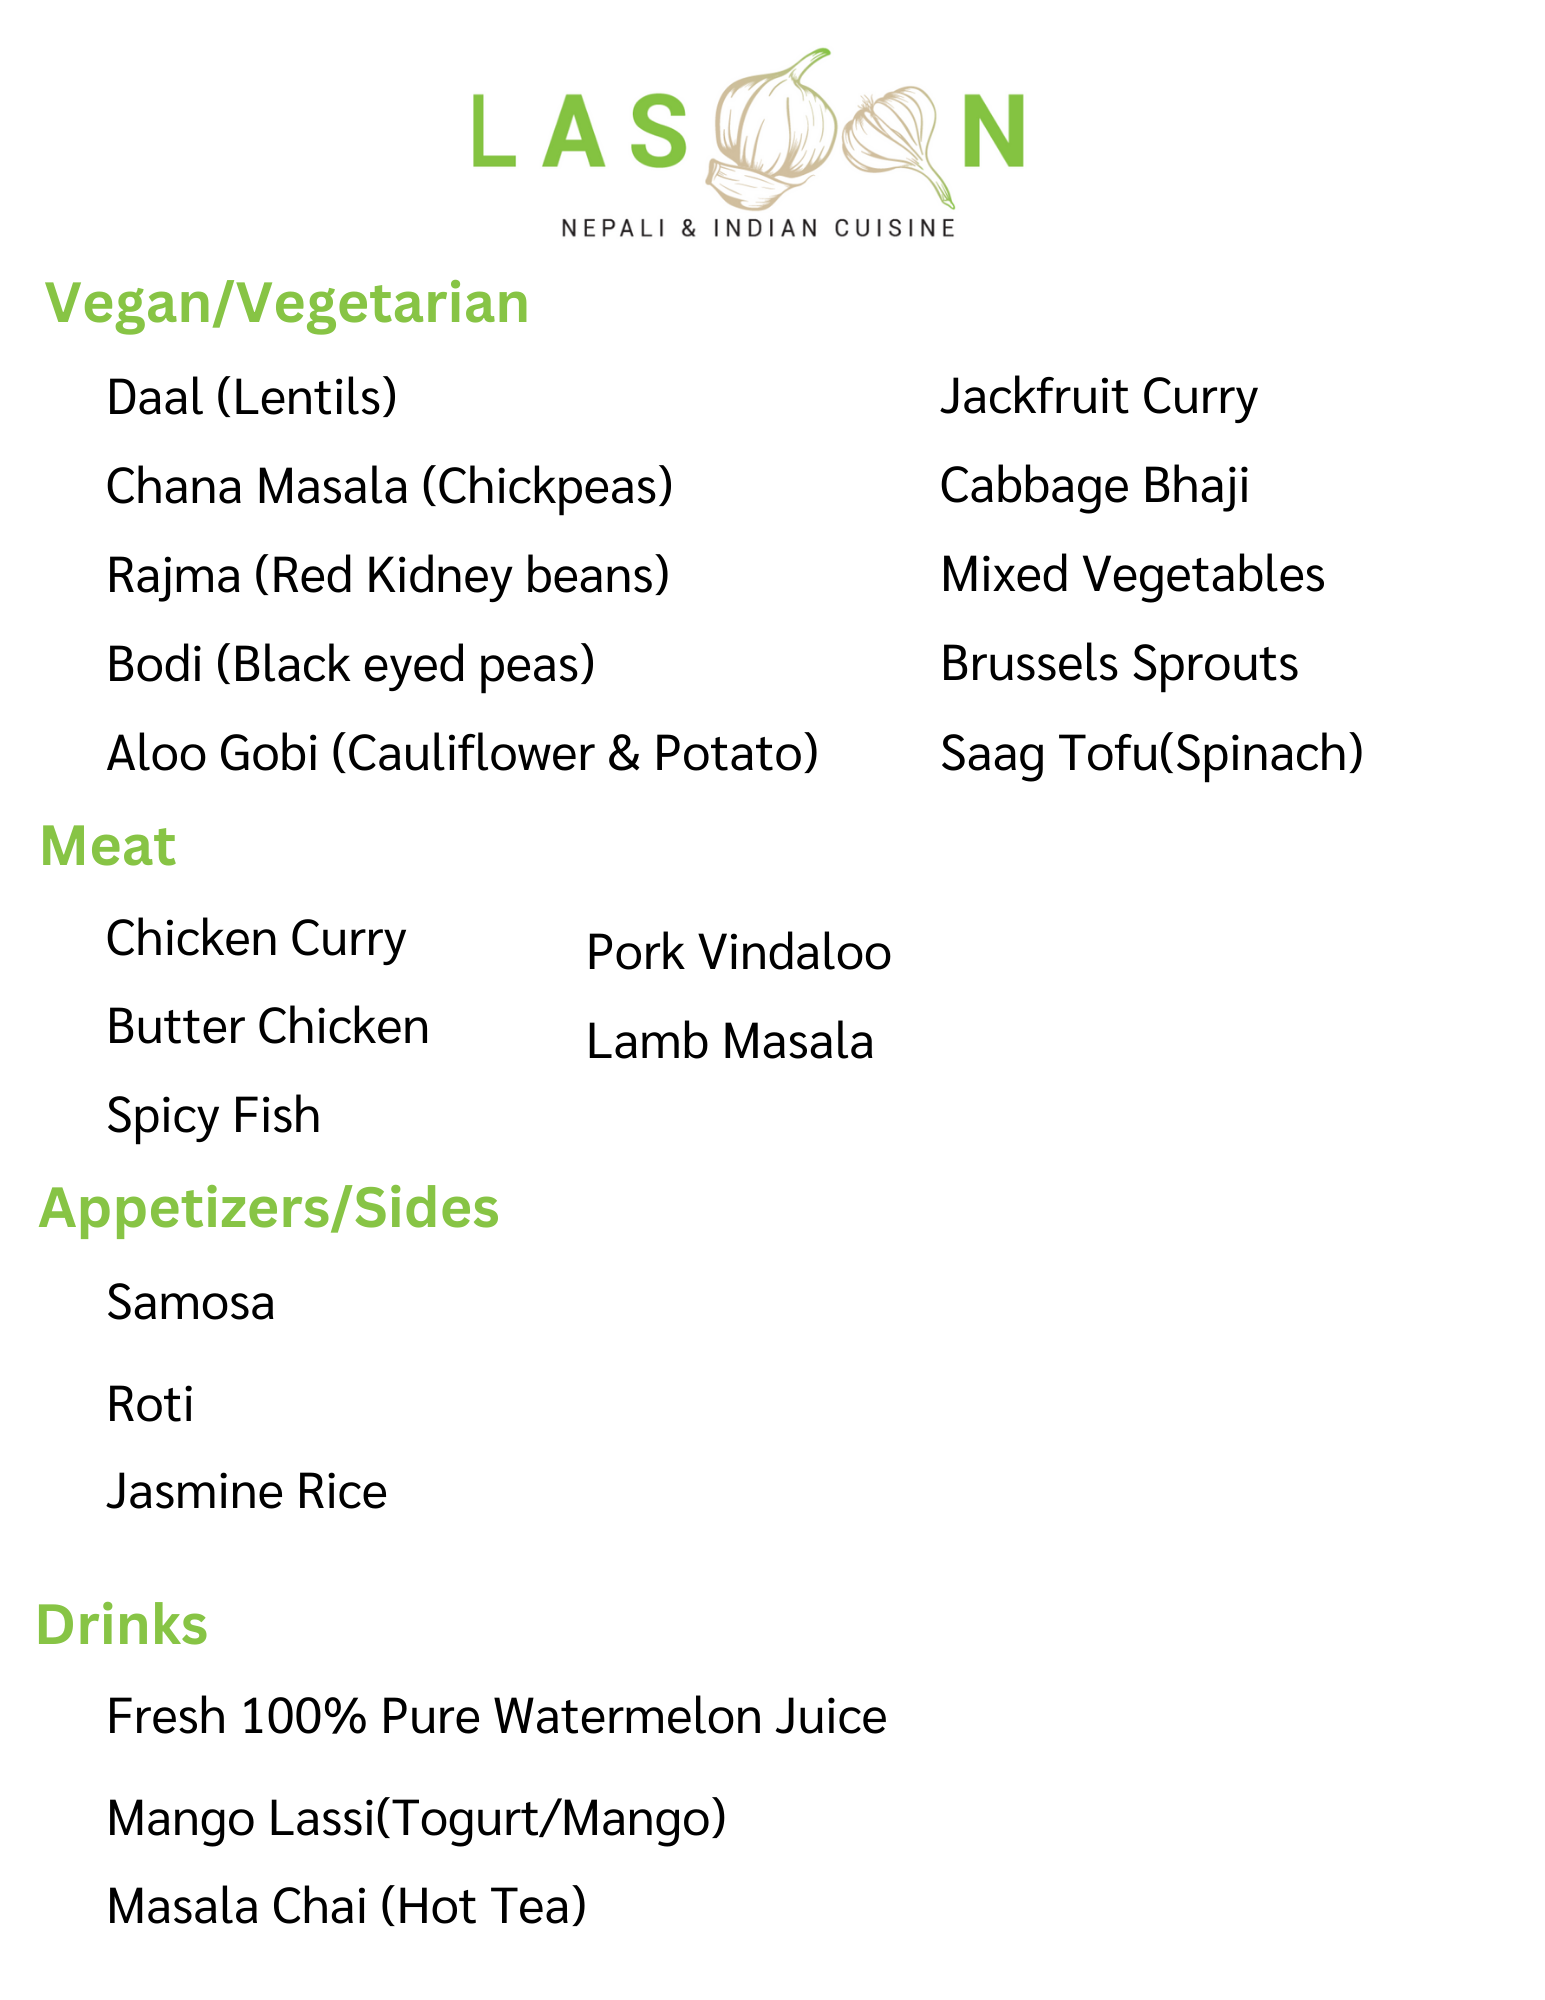 LASOON
NEPALI & INDIAN CUISINE
Vegan/Vegetarian
Daal (Lentils)
Chana Masala (Chickpeas)
Rajma (Red Kidney beans)
Bodi (Black eyed peas)
Aloo Gobi (Cauliflower & Potato)
Jackfruit Curry
Cabbage Bhaji
Mixed Vegetables
Brussels Sprouts
Saag Tofu(Spinach)
Meat
Chicken Curry
Butter Chicken
Spicy Fish
Pork Vindaloo
Lamb Masala
Appetizers/Sides
Samosa
Roti
Jasmine Rice
Drinks
Fresh 100% Pure Watermelon Juice
Mango Lassi(Togurt/Mango)
Masala Chai (Hot Tea)